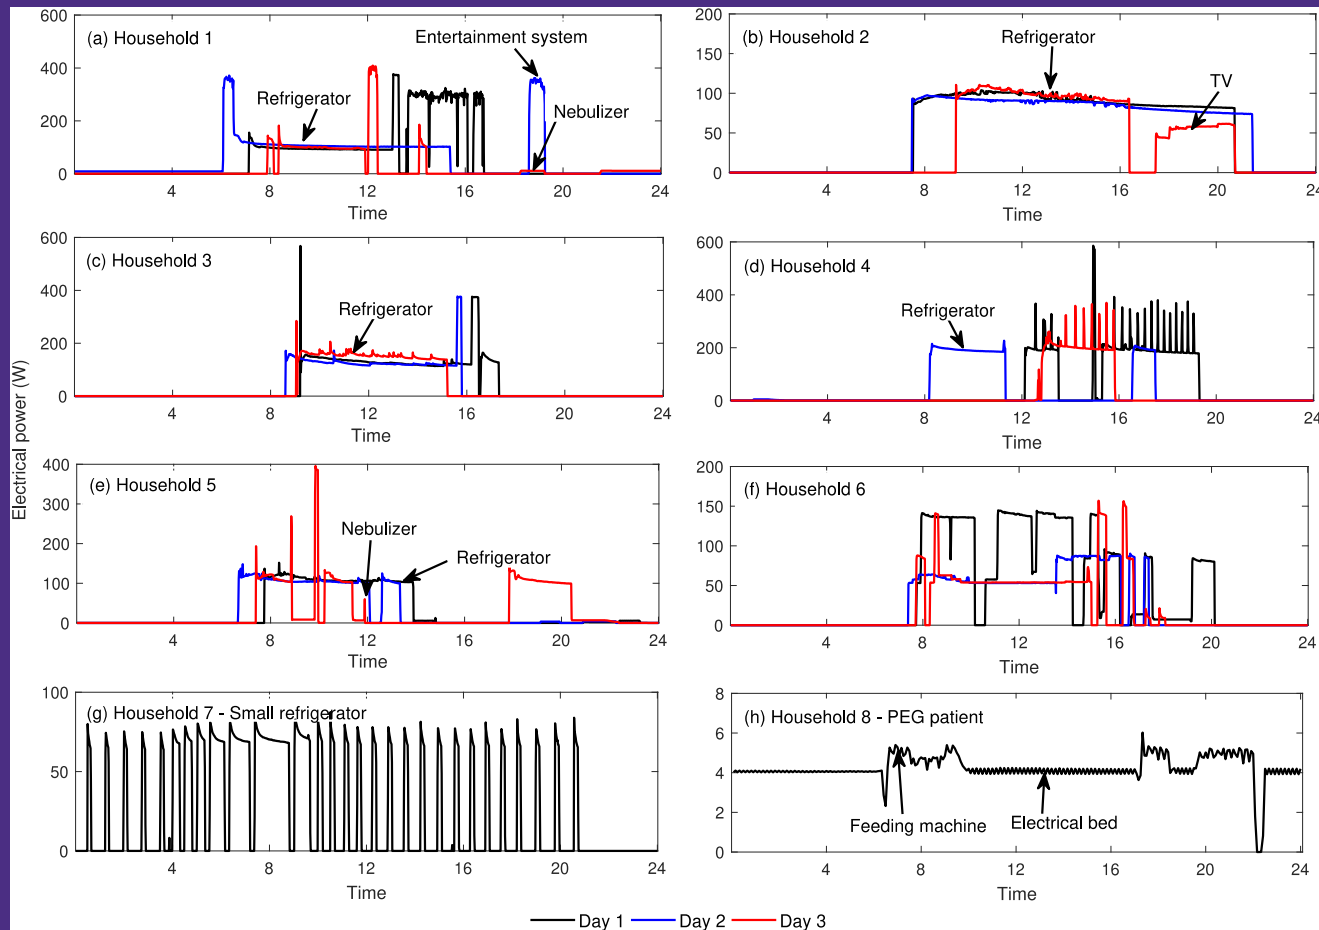 600
(a) Household 1
Entertainment system
400
Refrigerator
Nebulizer
200
0
4 8 12 16 20 24
Time
200
(b) Household 2
Refrigerator
150
TV
100
50
0
4 8 12 16 20 24
Time
600
(c) Household 3
400
Refrigerator
200
0
4 8 12 16 20 24
Time
600
(d) Household 4
400
Refrigerator
200
0
4 8 12 16 20 24
Time
Electrical power (W)
400
(e) Household 5
300
Nebulizer
200
Refrigerator
100
0
4 8 12 16 20 24
Time
200
(f) Household 6
150
100
50
0
4 8 12 16 20 24
Time
100
(g) Household 7 - Small refrigerator
50
0
4 8 12 16 20 24
Time
8
(h) Household 8 - PEG patient
6
4
2
Feeding machine
Electrical bed
0
4 8 12 16 20 24
Time
Day 1 Day 2 Day 3